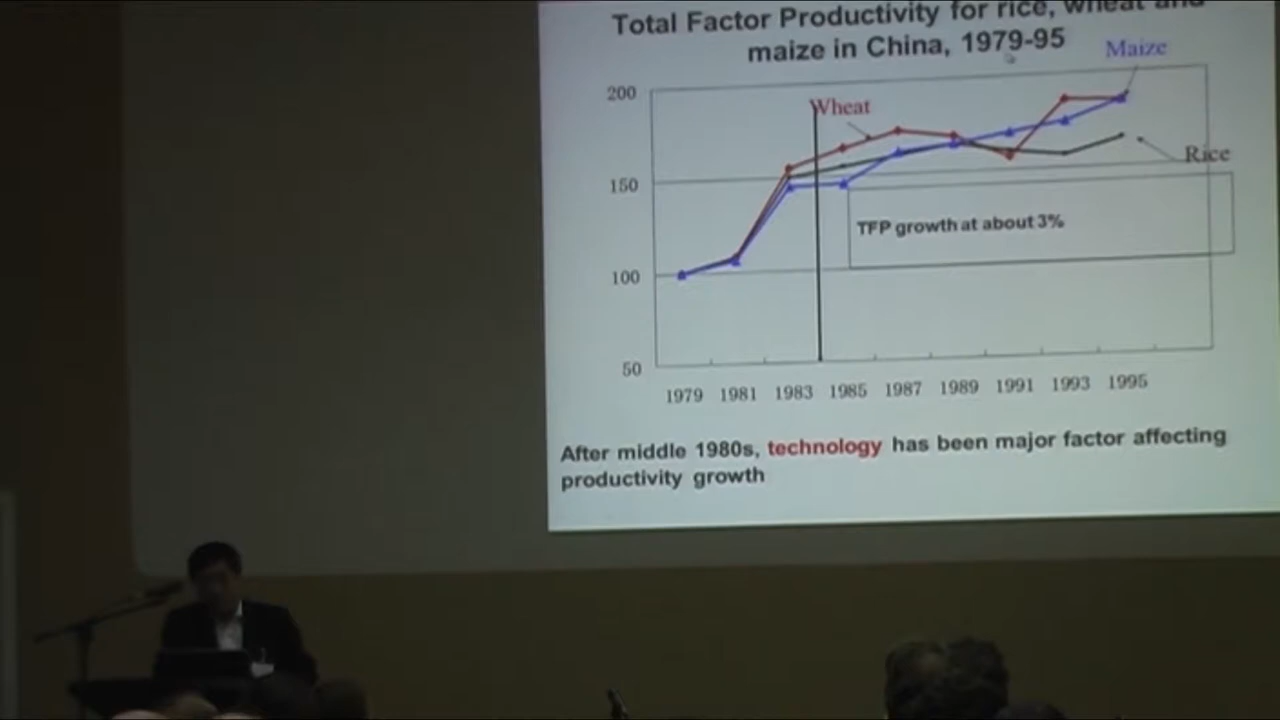 Total Factor Productivity for rice, wheat and
maize in China, 1979-95
Maize
200
Wheat
Rice
150
TFP growth at about 3%
100
50
1979 1981 1983 1985 1987 1989 1991 1993 1995
After middle 1980s, technology has been major factor affecting
productivity growth